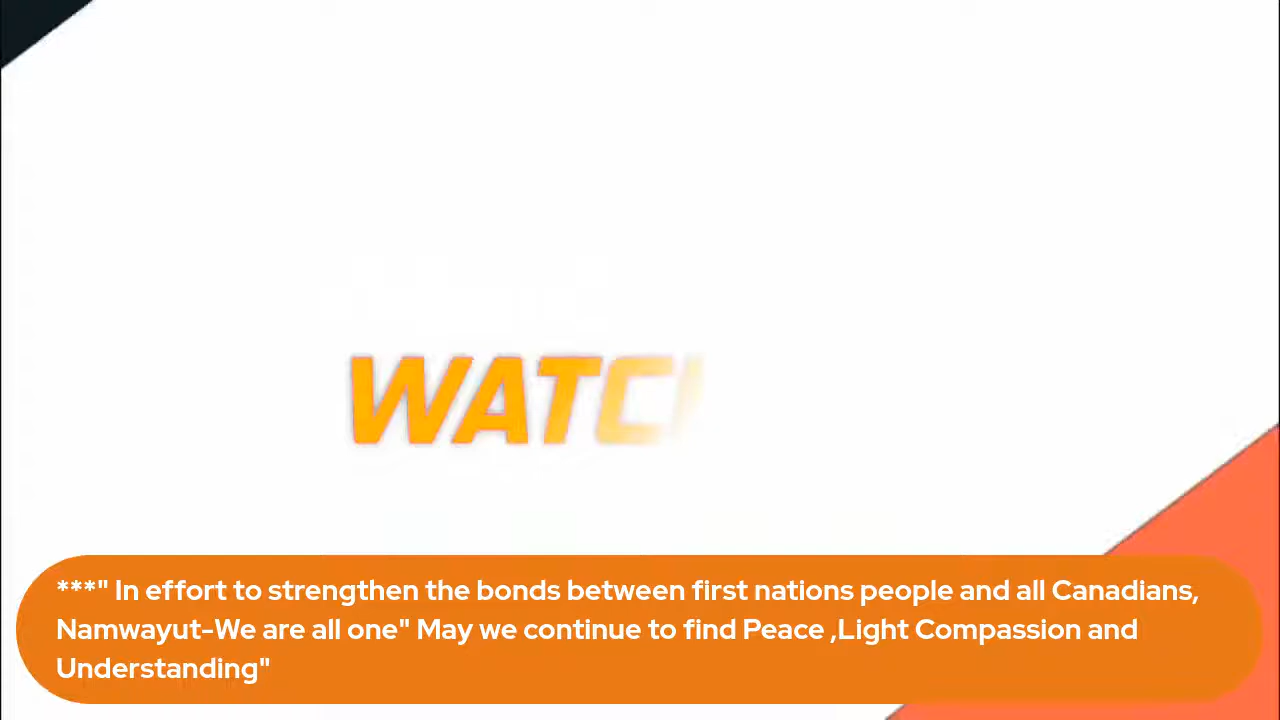 WATCH
***" In effort to strengthen the bonds between first nations people and all Canadians,
Namwayut-We are all one" May we continue to find Peace ,Light Compassion and
Understanding"